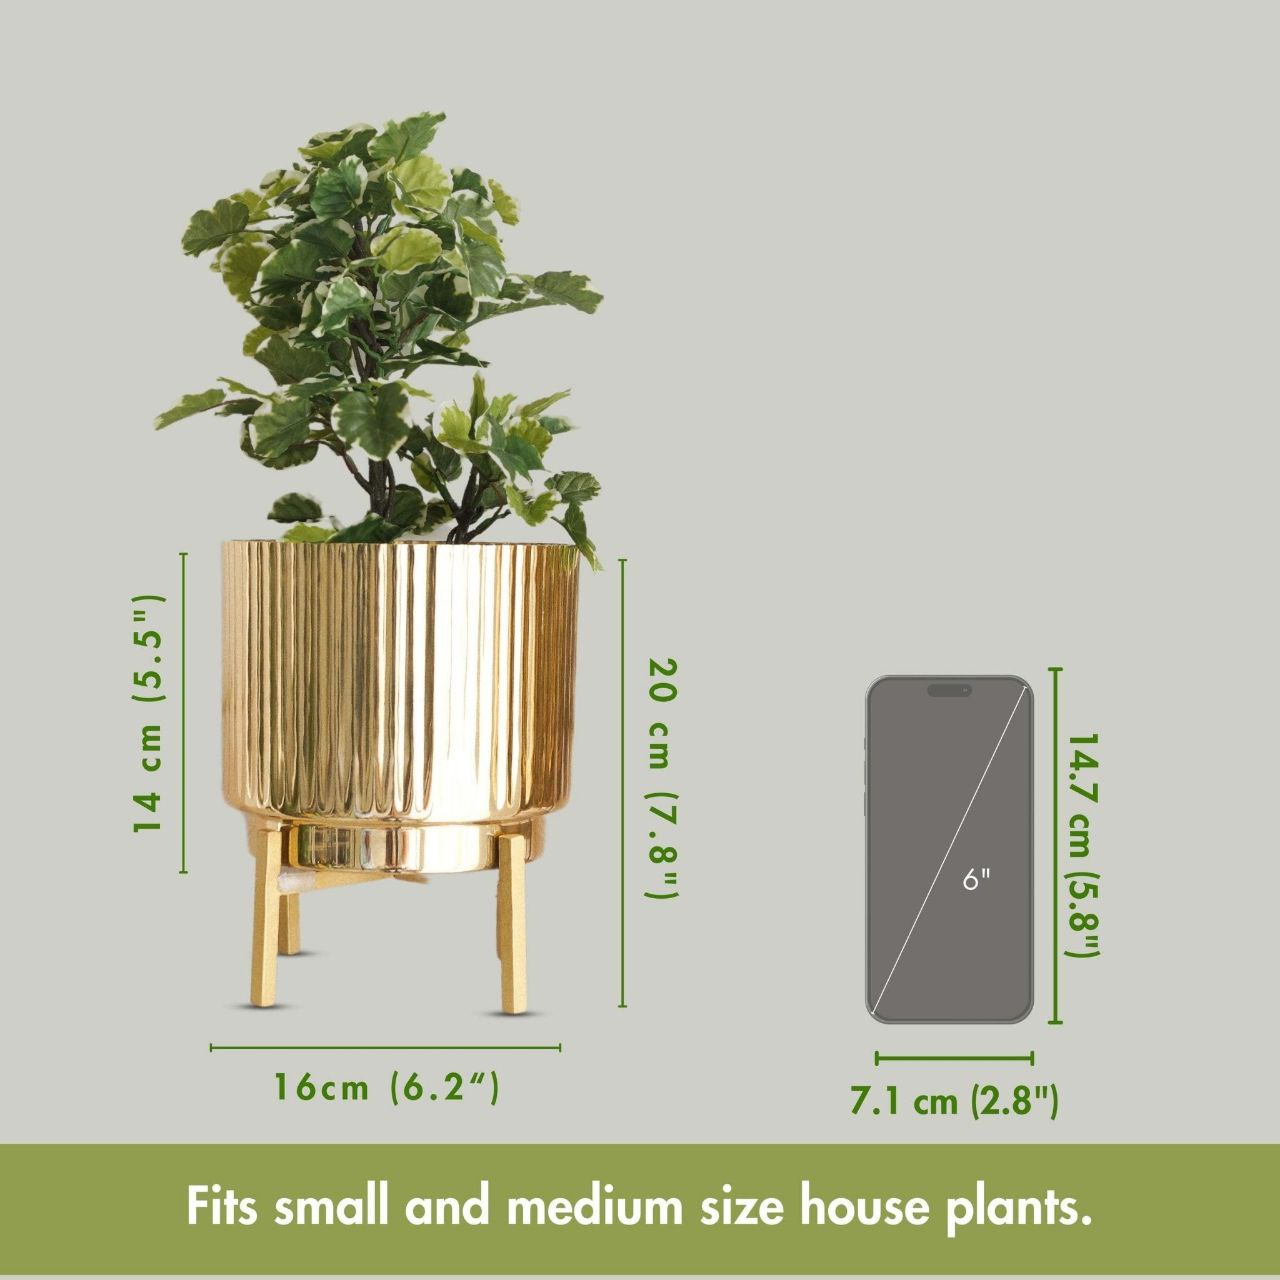 14 cm (5.5")
20 cm (7.8")
16cm (6.2“)
6"
14.7 cm (5.8")
7.1 cm (2.8")
Fits small and medium size house plants.